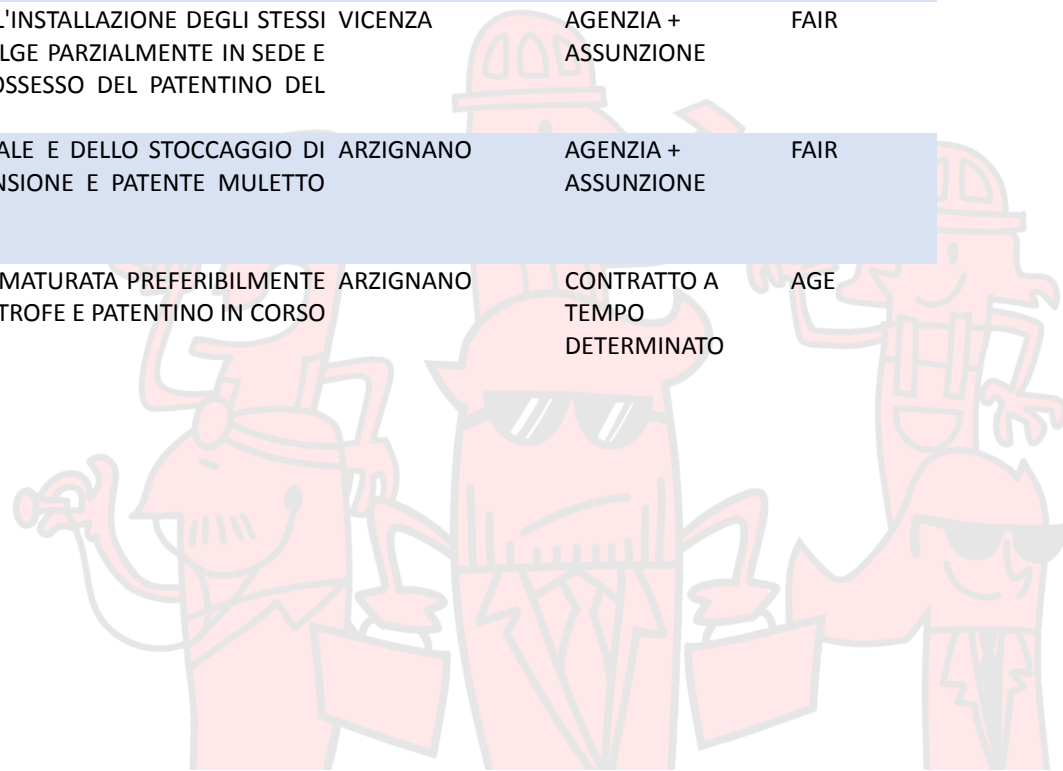 L'INSTALLAZIONE DEGLI STESSI VICENZA AGENZIA + FAIR
LGE PARZIALMENTE IN SEDE E ASSUNZIONE
OSSESSO DEL PATENTINO DEL
ALE E DELLO STOCCAGGIO DI ARZIGNANO AGENZIA + FAIR
NSIONE E PATENTE MULETTO ASSUNZIONE
MATURATA PREFERIBILMENTE ARZIGNANO CONTRATTO A AGE
TROFE E PATENTINO IN CORSO TEMPO
DETERMINATO